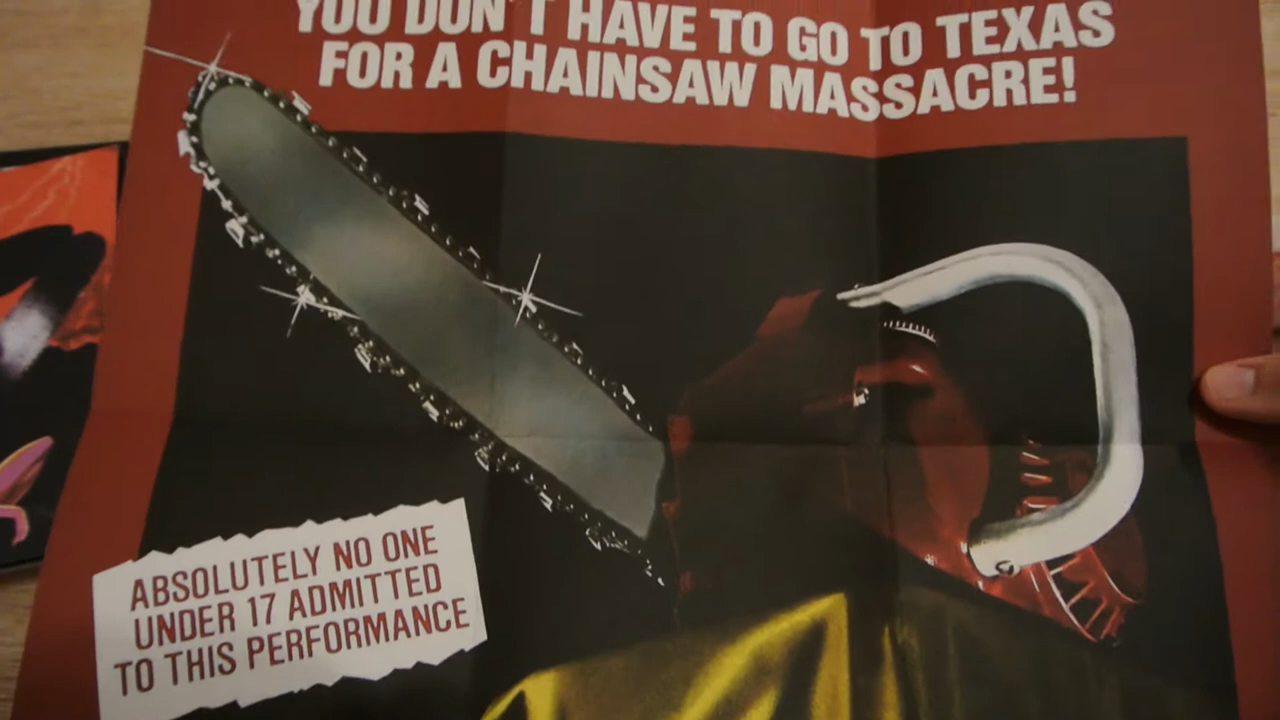 YOU DON'T HAVE TO GO TO TEXAS
FOR A CHAINSAW MASSACRE!
ABSOLUTELY NO ONE
UNDER 17 ADMITTED
TO THIS PERFORMANCE